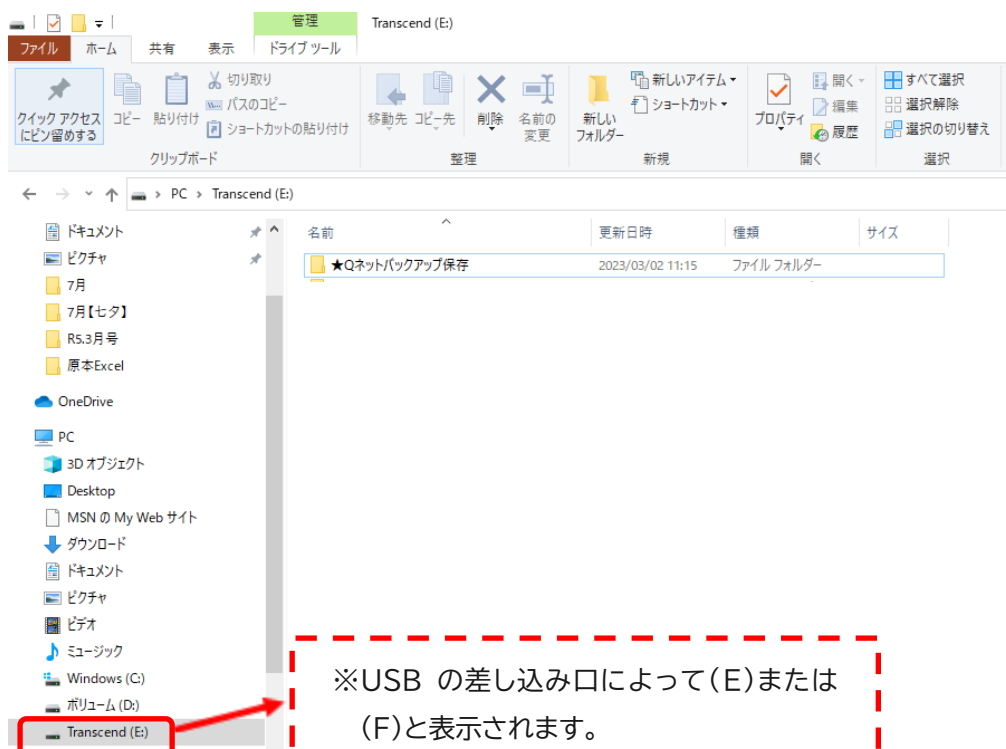 管理
Transcend (E:)
ファイル ホーム 共有 表示 ドライブ ツール
クイック アクセス
にピン留めする
コピー
貼り付け
切り取り
パスのコピー
ショートカットの貼り付け
クリップボード
移動先 コピー先
削除
名前の
変更
整理
新しい
フォルダー
新しいアイテム
ショートカット
新規
プロパティ
開く
編集
履歴
開く
すべて選択
選択解除
選択の切り替え
選択
PC › Transcend (E:)
名前 更新日時 種類 サイズ
★Qネットバックアップ保存 2023/03/02 11:15 ファイル フォルダー
ドキュメント
ピクチャ
7月
7月【七夕】
R5.3月号
原本Excel
OneDrive
PC
3D オブジェクト
Desktop
MSN の My Web サイト
ダウンロード
ドキュメント
ピクチャ
ビデオ
ミュージック
Windows (C:)
ボリューム (D:)
Transcend (E:)
※USB の差し込み口によって(E)または
(F)と表示されます。